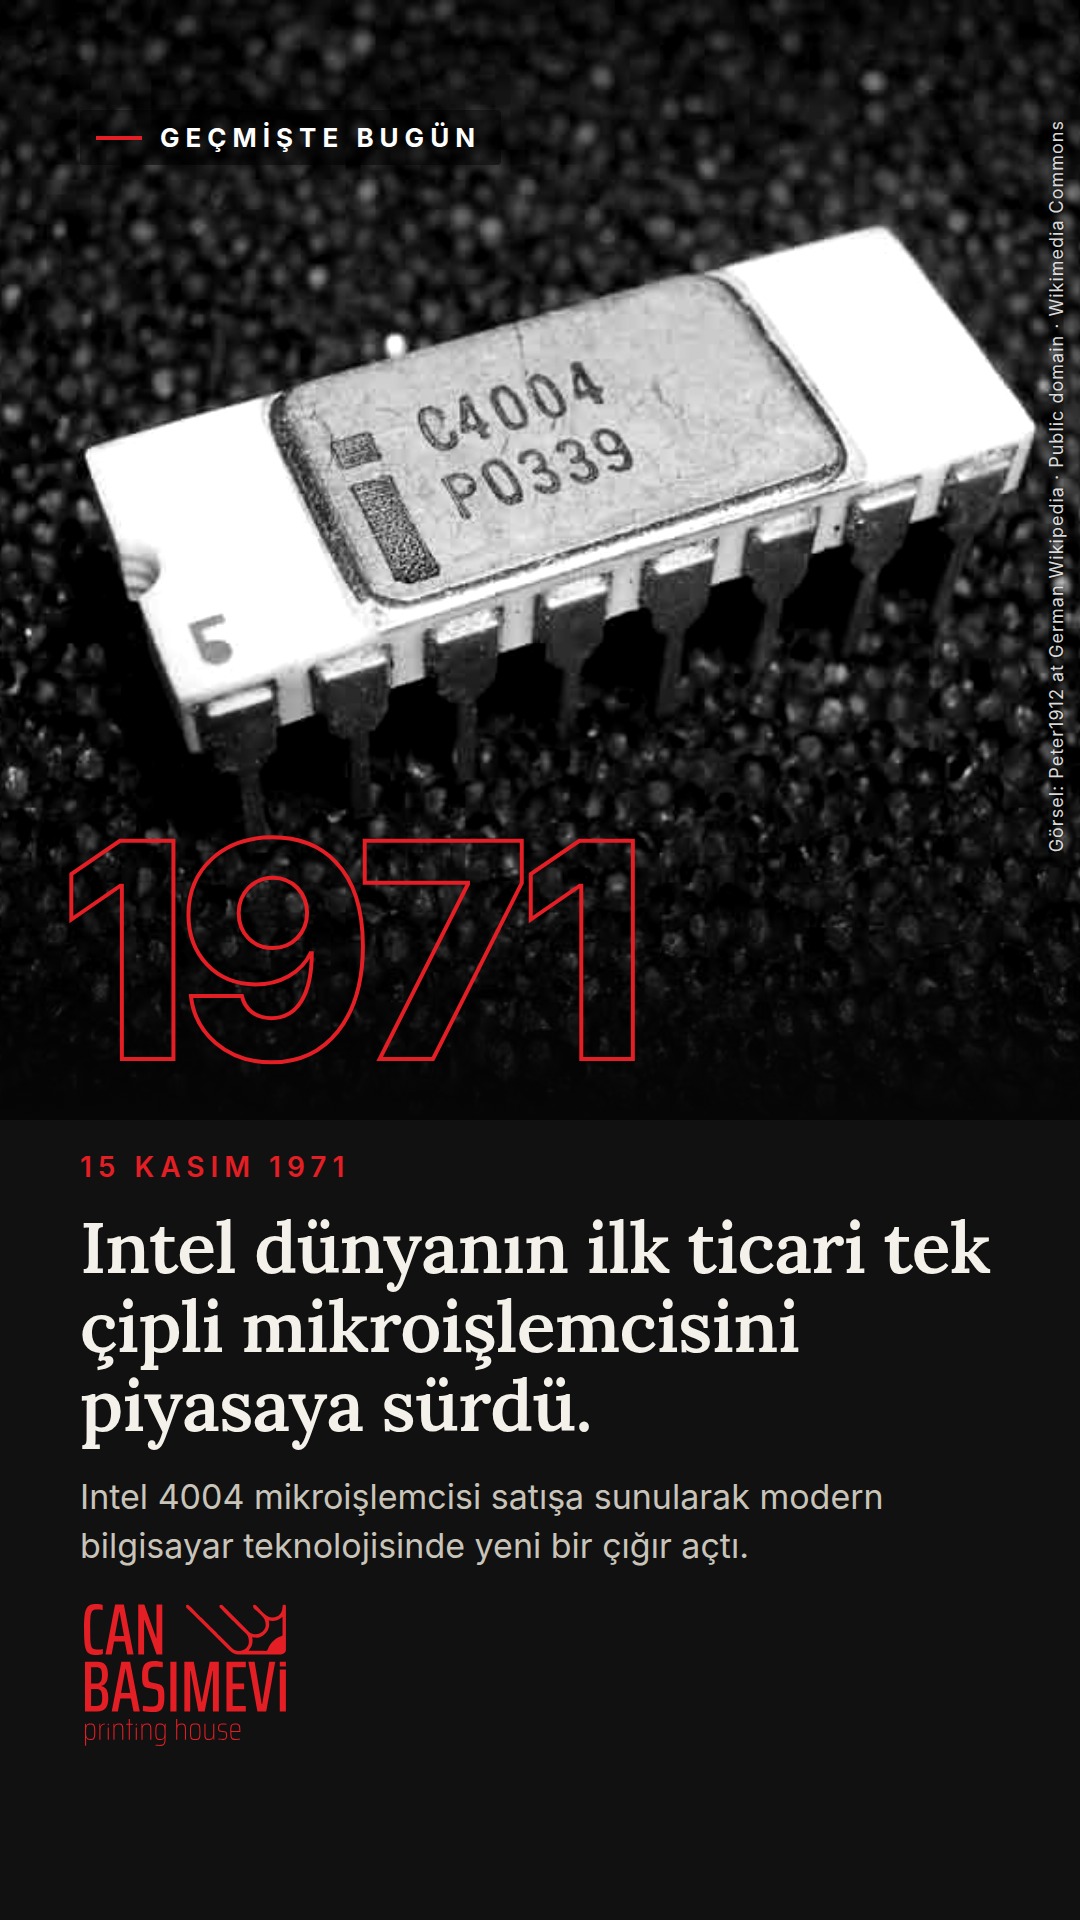 GEÇMİŞTE BUGÜN
C4004
P0339
5
Görsel: Peter1912 at German Wikipedia · Public domain · Wikimedia Commons
1971
15 KASIM 1971
Intel dünyanın ilk ticari tek
çipli mikroişlemcisini
piyasaya sürdü.
Intel 4004 mikroişlemcisi satışa sunularak modern
bilgisayar teknolojisinde yeni bir çığır açtı.
CAN
BASIMEVİ
printing house